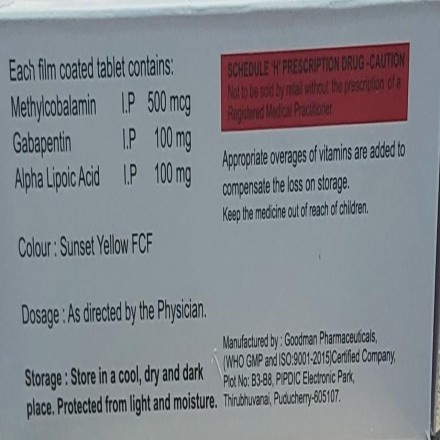 Each film coated tablet contains:
Methylcobalamin I.P 500 mcg
Gabapentin I.P 100 mg
Alpha Lipoic Acid I.P 100 mg
Colour : Sunset Yellow FCF
Dosage : As directed by the Physician.
Storage : Store in a cool, dry and dark
place. Protected from light and moisture.
SCHEDULE 'H' PRESCRIPTION DRUG -CAUTION
Not to be sold by retail without the prescription of a
Registered Medical Practitioner
Appropriate overages of vitamins are added to
compensate the loss on storage.
Keep the medicine out of reach of children.
Manufactured by : Goodman Pharmaceuticals,
(WHO GMP and ISO:9001-2015)Certified Company,
Plot No: B3-B8, PIPDIC Electronic Park,
Thirubhuvanai, Puducherry-605107.